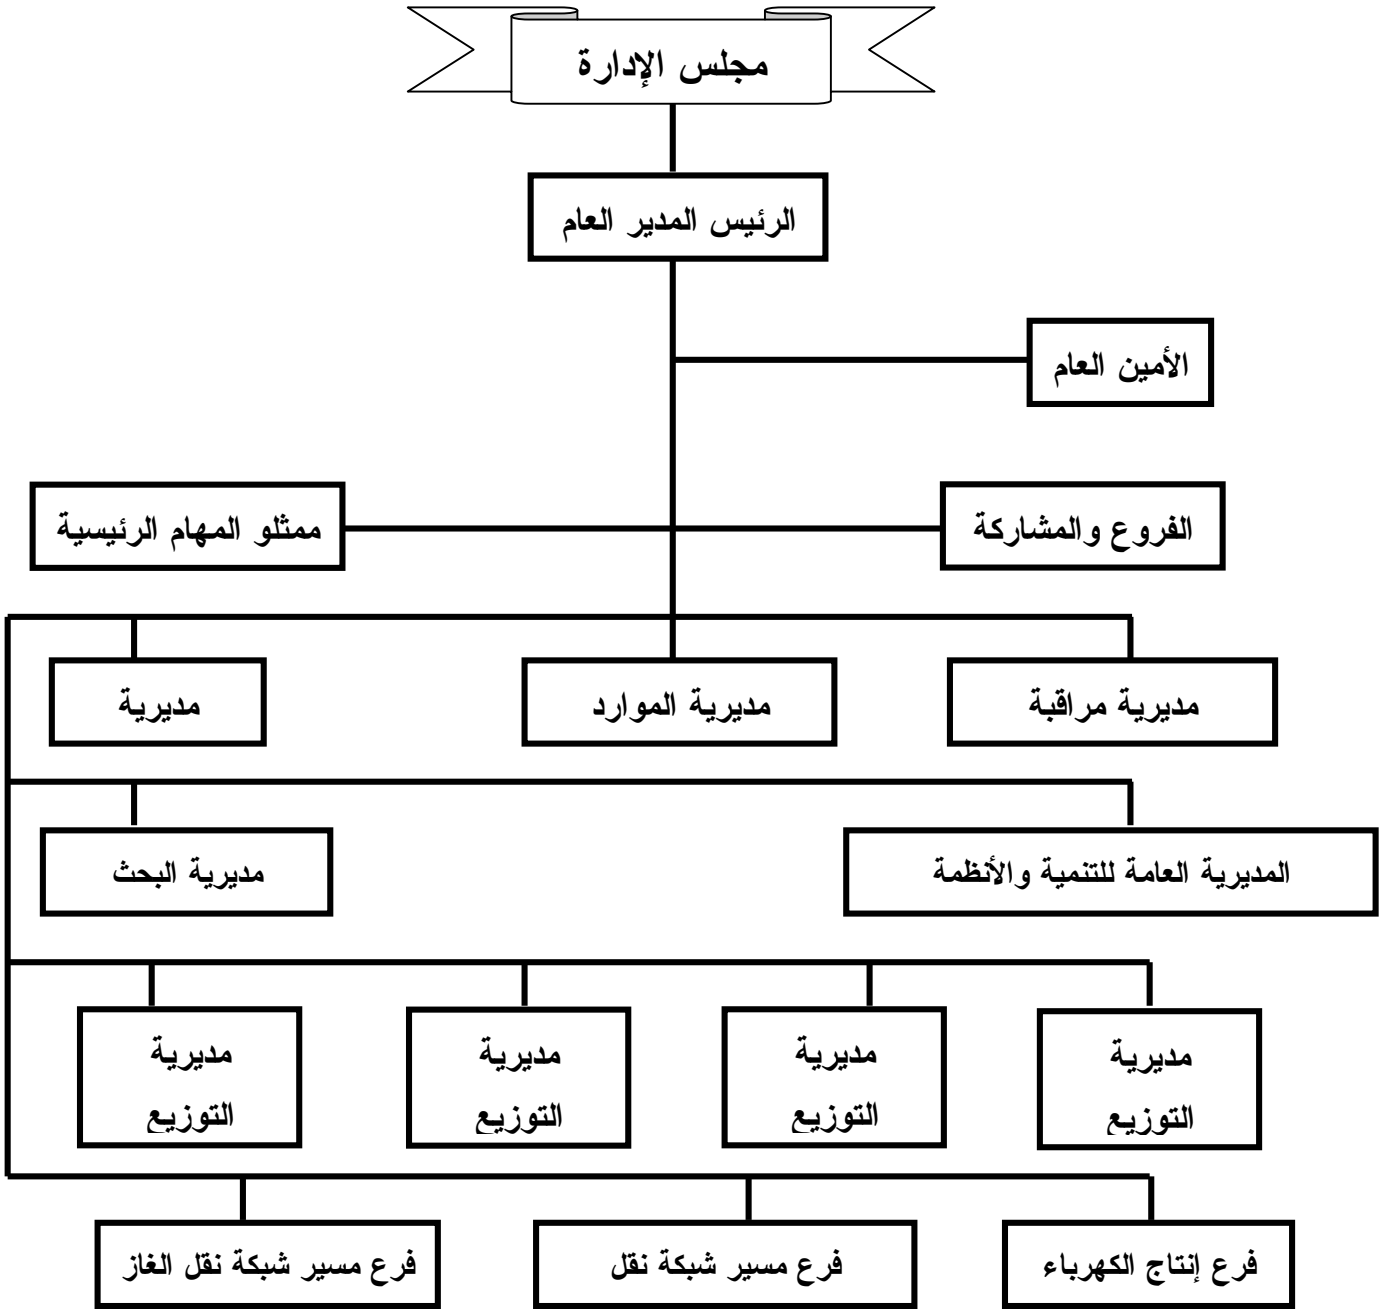 مجلس الإدارة
الرئيس المدير العام
الأمين العام
الفروع والمشاركة
ممثلو المهام الرئيسية
مديرية مراقبة
مديرية الموارد
مديرية
المديرية العامة للتنمية والأنظمة
مديرية البحث
مديرية
التوزيع
مديرية
التوزيع
مديرية
التوزيع
مديرية
التوزيع
فرع إنتاج الكهرباء
فرع مسير شبكة نقل
فرع مسير شبكة نقل الغاز